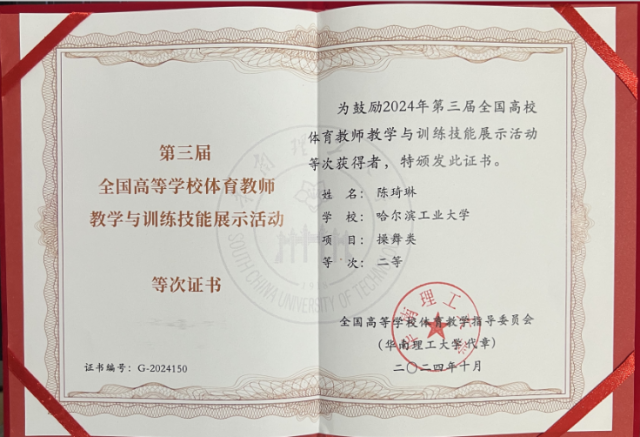 第三届
全国高等学校体育教师
教学与训练技能展示活动
等次证书
证书编号：G-2024150
为鼓励2024年第三届全国高校
体育教师教学与训练技能展示活动
等次获得者，特颁发此证书。
姓 名：陈琦琳
学 校：哈尔滨工业大学
项 目：操舞类
等 次：二等
全国高等学校体育教学指导委员会
（华南理工大学代章）
二〇二四年十月
SOUTH CHINA UNIVERSITY OF TECHNOLOGY